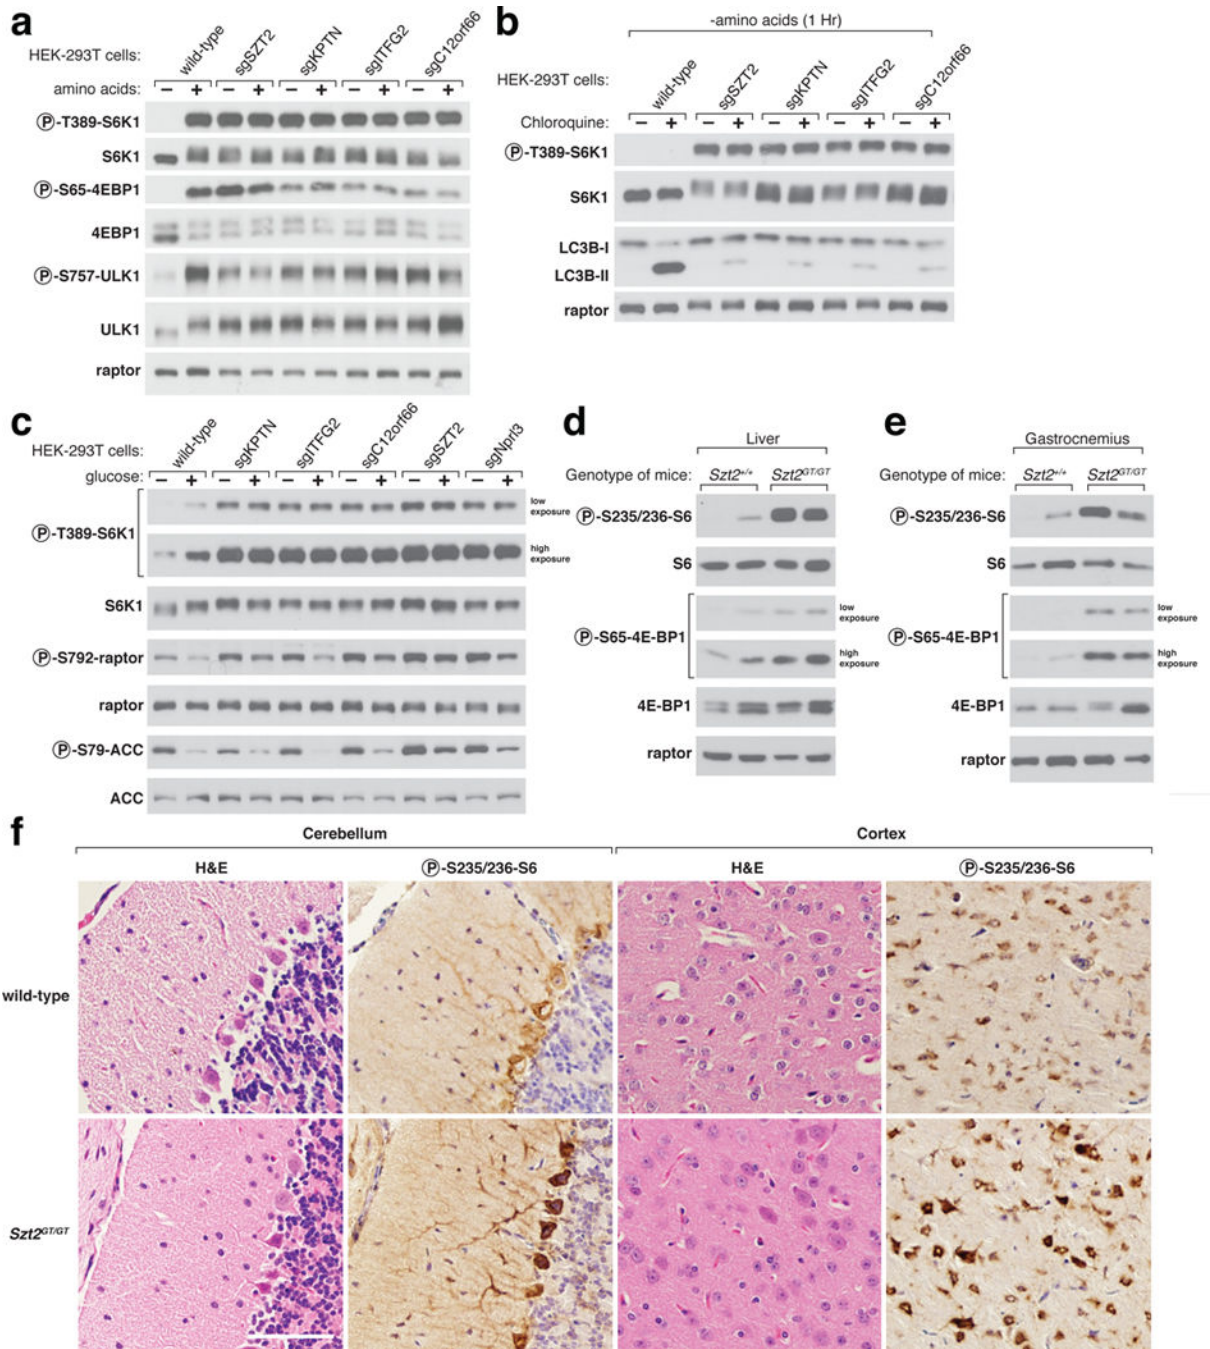 a
HEK-293T cells: wild-type sgSZT2 sgKPTN sgITFG2 sgC12orf66
amino acids: − + − + − + − + − +
Ⓟ-T389-S6K1
S6K1
Ⓟ-S65-4EBP1
4EBP1
Ⓟ-S757-ULK1
ULK1
raptor
b
-amino acids (1 Hr)
HEK-293T cells: wild-type sgSZT2 sgKPTN sgITFG2 sgC12orf66
Chloroquine: − + − + − + − + − +
Ⓟ-T389-S6K1
S6K1
LC3B-I
LC3B-II
raptor
c
HEK-293T cells: wild-type sgKPTN sgITFG2 sgC12orf66 sgSZT2 sgNprl3
glucose: − + − + − + − + − + − +
Ⓟ-T389-S6K1
low exposure
high exposure
S6K1
Ⓟ-S792-raptor
raptor
Ⓟ-S79-ACC
ACC
d
Liver
Genotype of mice: Szt2+/+ Szt2GT/GT
Ⓟ-S235/236-S6
S6
Ⓟ-S65-4E-BP1
low exposure
high exposure
4E-BP1
raptor
e
Gastrocnemius
Genotype of mice: Szt2+/+ Szt2GT/GT
Ⓟ-S235/236-S6
S6
Ⓟ-S65-4E-BP1
low exposure
high exposure
4E-BP1
raptor
f
Cerebellum Cortex
H&E Ⓟ-S235/236-S6 H&E Ⓟ-S235/236-S6
wild-type
Szt2GT/GT